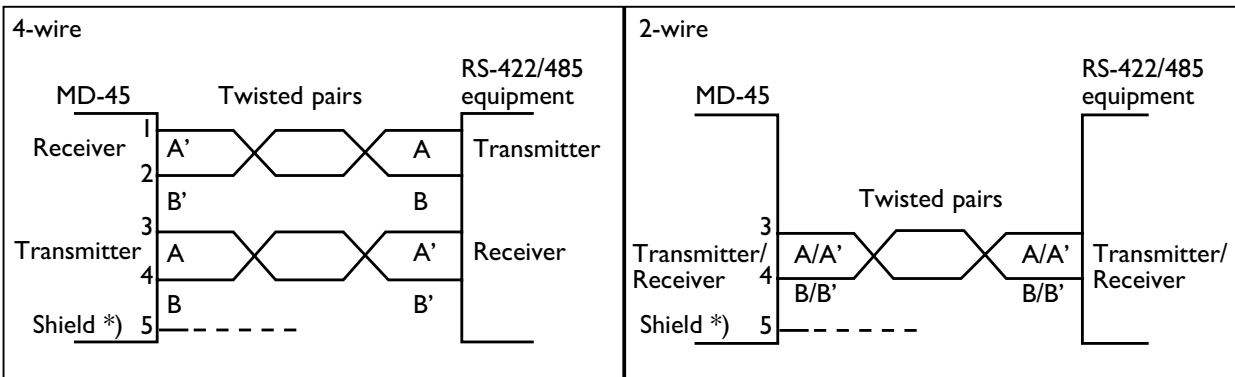 4-wire
MD-45
Twisted pairs
RS-422/485
equipment
Receiver
1
A’
A
Transmitter
2
B’
B
Transmitter
3
A
A’
Receiver
4
B
B’
Shield *)
5
2-wire
MD-45
RS-422/485
equipment
Twisted pairs
3
Transmitter/
Receiver
A/A’
A/A’
Transmitter/
Receiver
4
B/B’
B/B’
Shield *)
5